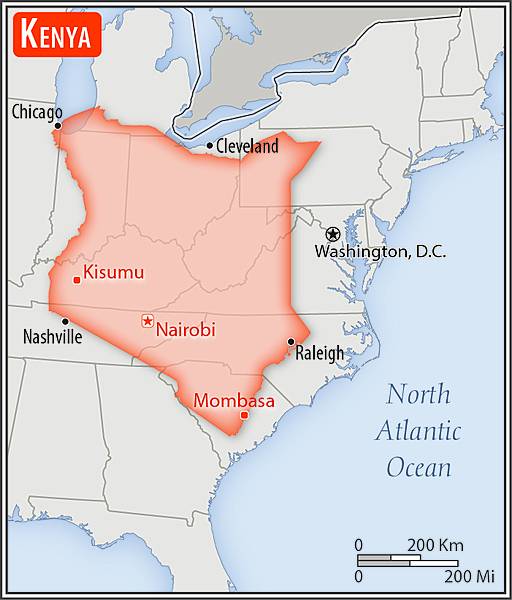 KENYA
Chicago
Cleveland
Washington, D.C.
Kisumu
Nashville
Nairobi
Raleigh
Mombasa
North
Atlantic
Ocean
0 200 Km
0 200 Mi